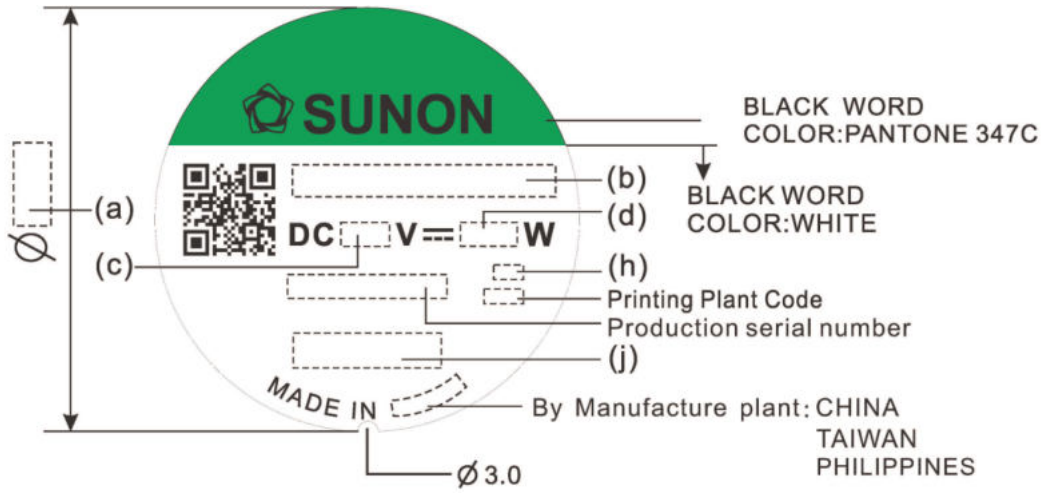 SUNON
BLACK WORD
COLOR:PANTONE 347C
(b)
BLACK WORD
COLOR:WHITE
(a)
Ø
(d)
DC V W
(c)
(h)
Printing Plant Code
Production serial number
(j)
MADE IN
By Manufacture plant: CHINA
TAIWAN
PHILIPPINES
Ø 3.0